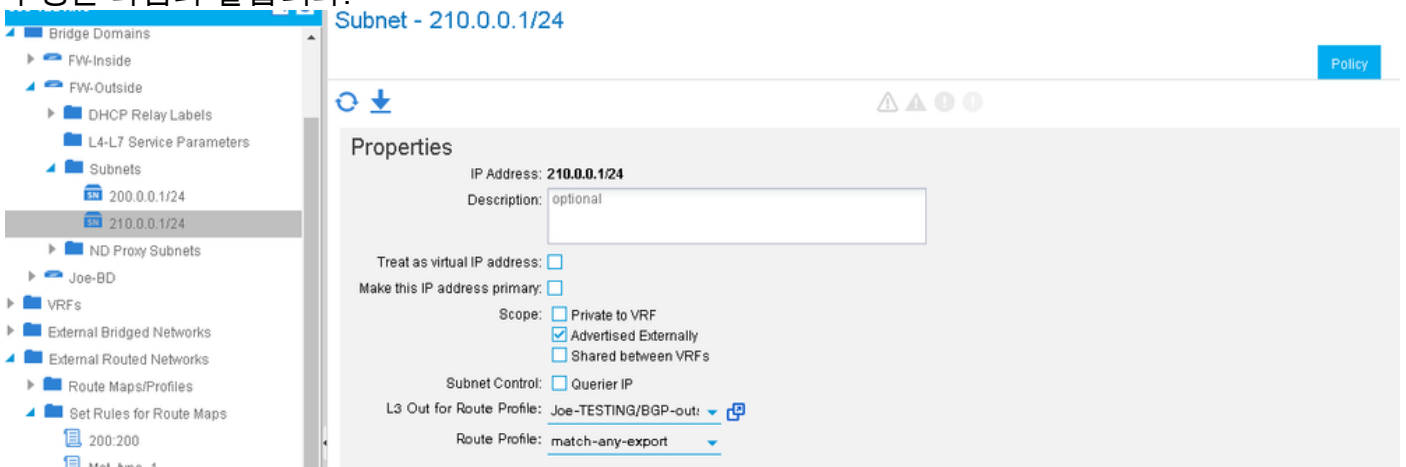 Subnet - 210.0.0.1/24
Bridge Domains
FW-Inside
FW-Outside
DHCP Relay Labels
L4-L7 Service Parameters
Subnets
200.0.0.1/24
210.0.0.1/24
ND Proxy Subnets
Joe-BD
VRFs
External Bridged Networks
External Routed Networks
Route Maps/Profiles
Set Rules for Route Maps
200:200
Policy
Properties
IP Address: 210.0.0.1/24
Description: optional
Treat as virtual IP address:
Make this IP address primary:
Scope: Private to VRF
Advertised Externally
Shared between VRFs
Subnet Control: Querier IP
L3 Out for Route Profile: Joe-TESTING/BGP-out
Route Profile: match-any-export